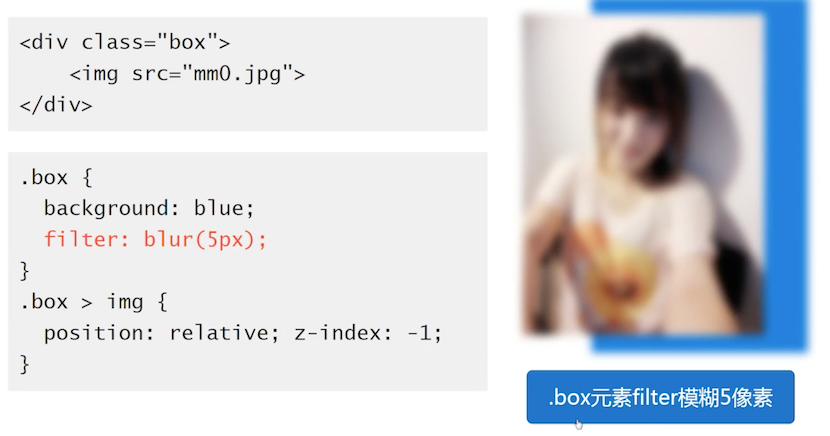 <div class="box">
    <img src="mm0.jpg">
</div>
.box {
  background: blue;
  filter: blur(5px);
}
.box > img {
  position: relative; z-index: -1;
}
.box元素filter模糊5像素